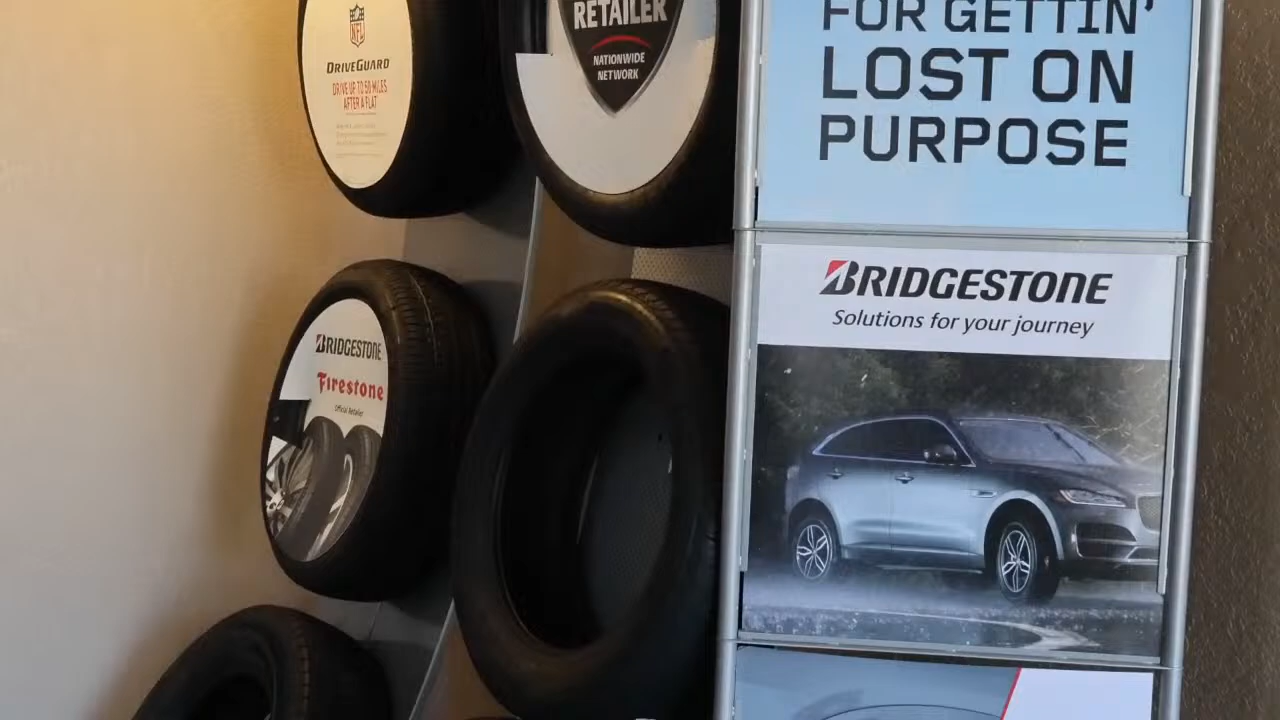 NFL
DRIVEGUARD
DRIVE UP TO 50 MILES
AFTER A FLAT
RETAILER
NATIONWIDE
NETWORK
FOR GETTIN'
LOST ON
PURPOSE
BRIDGESTONE
Solutions for your journey
BRIDGESTONE
Firestone
Official Retailer